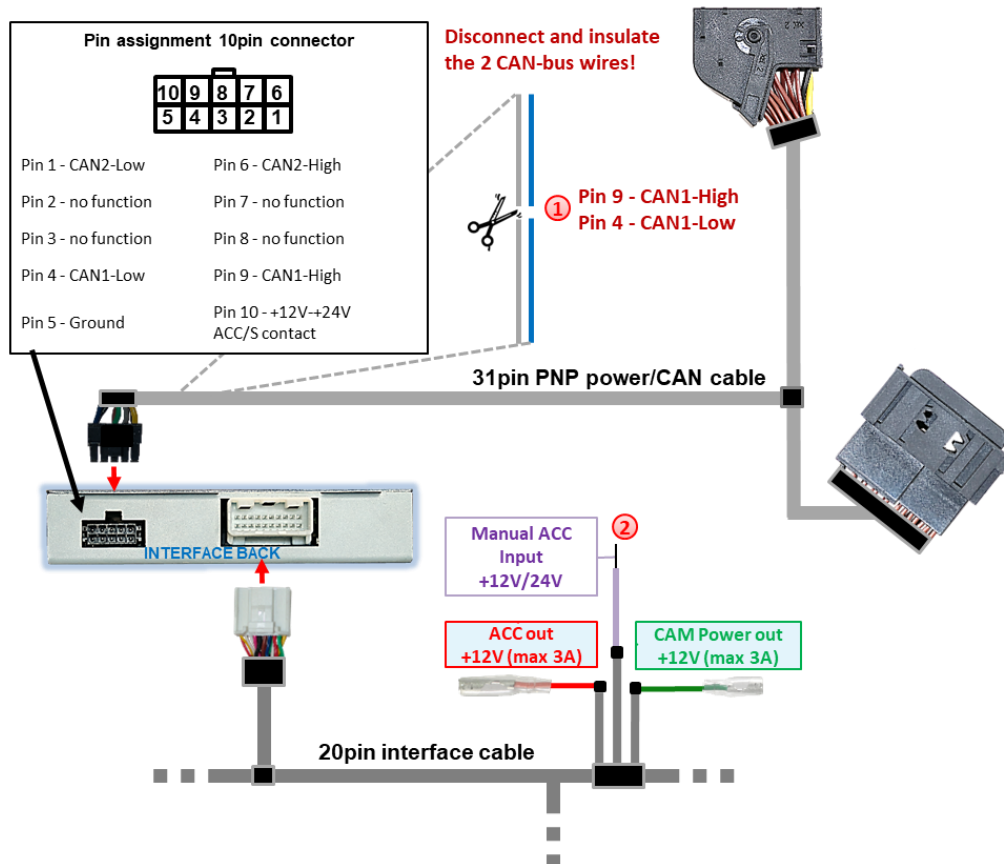 Pin assignment 10pin connector
10 9 8 7 6
5 4 3 2 1
Pin 1 - CAN2-Low
Pin 6 - CAN2-High
Pin 2 - no function
Pin 7 - no function
Pin 3 - no function
Pin 8 - no function
Pin 4 - CAN1-Low
Pin 9 - CAN1-High
Pin 5 - Ground
Pin 10 - +12V-+24V
ACC/S contact
Disconnect and insulate
the 2 CAN-bus wires!
1
Pin 9 - CAN1-High
Pin 4 - CAN1-Low
31pin PNP power/CAN cable
INTERFACE BACK
2
Manual ACC
Input
+12V/24V
ACC out
+12V (max 3A)
CAM Power out
+12V (max 3A)
20pin interface cable